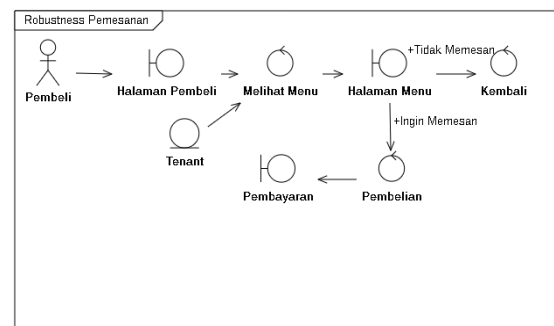 Robustness Pemesanan
+Tidak Memesan
Pembeli
Halaman Pembeli
Melihat Menu
Halaman Menu
Kembali
+Ingin Memesan
Tenant
Pembayaran
Pembelian